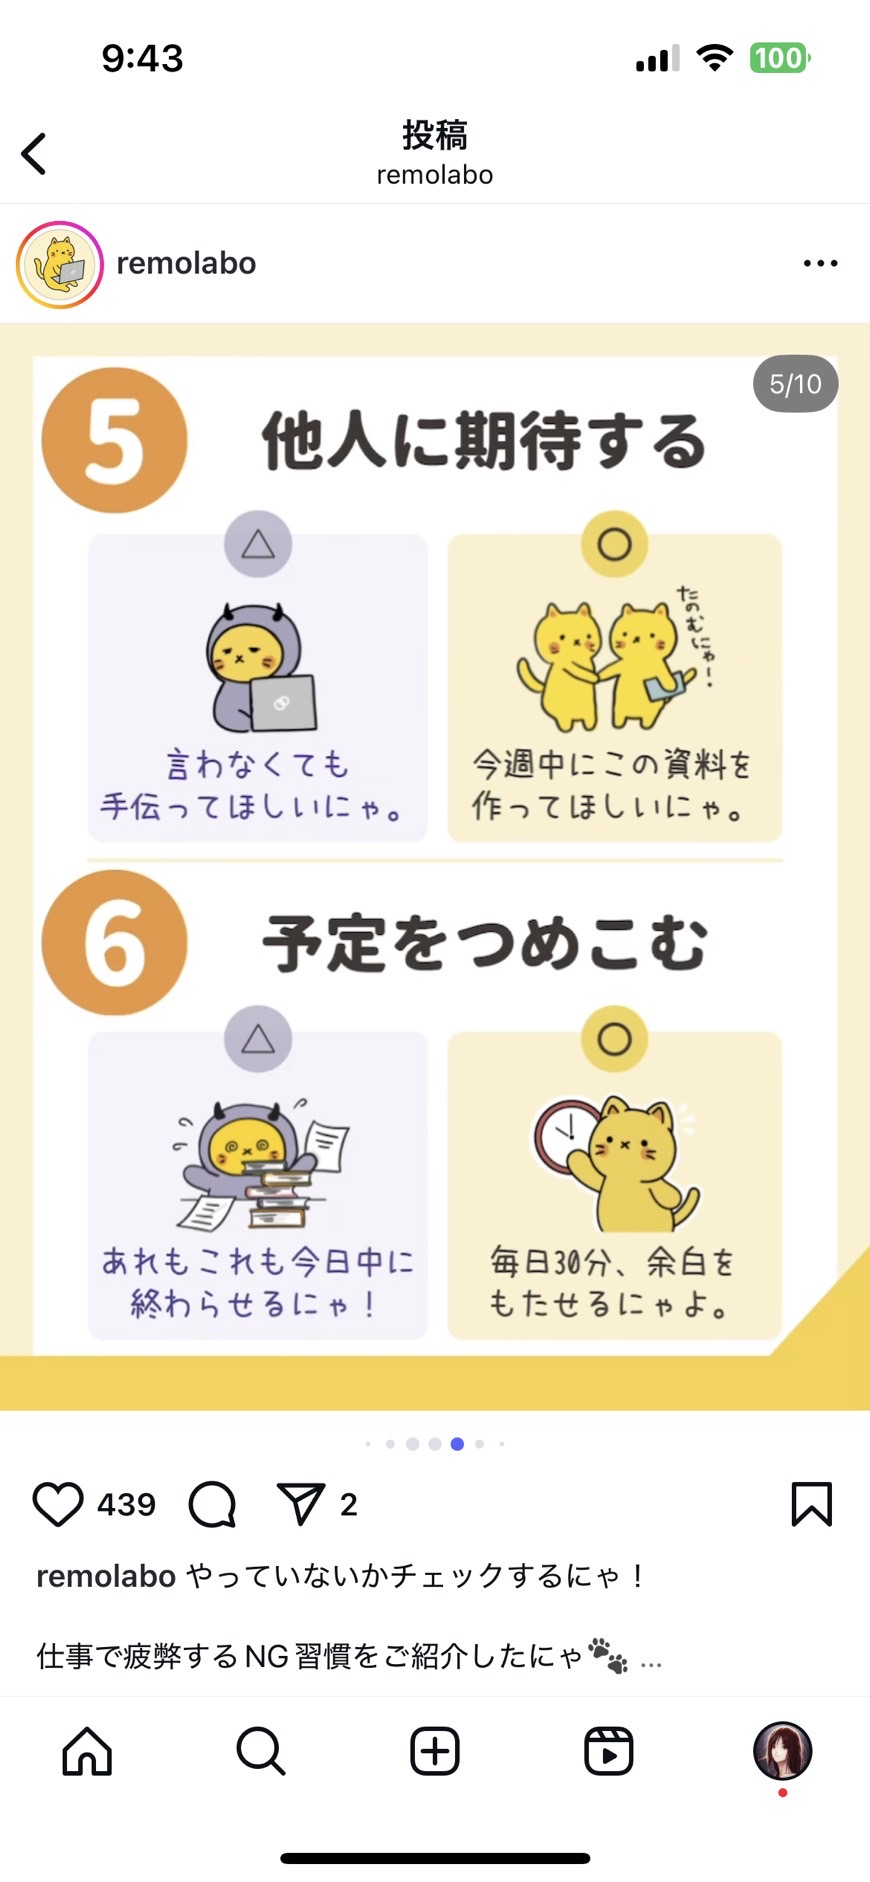 9:43
100
投稿
remolabo
remolabo
5/10
5
他人に期待する
△
○
たのむにゃー!
言わなくても
手伝ってほしいにゃ。
今週中にこの資料を
作ってほしいにゃ。
6
予定をつめこむ
△
○
あれもこれも今日中に
終わらせるにゃ！
毎日30分、余白を
もたせるにゃよ。
439
2
remolabo やっていないかチェックするにゃ！
仕事で疲弊するNG習慣をご紹介したにゃ🐾 ...